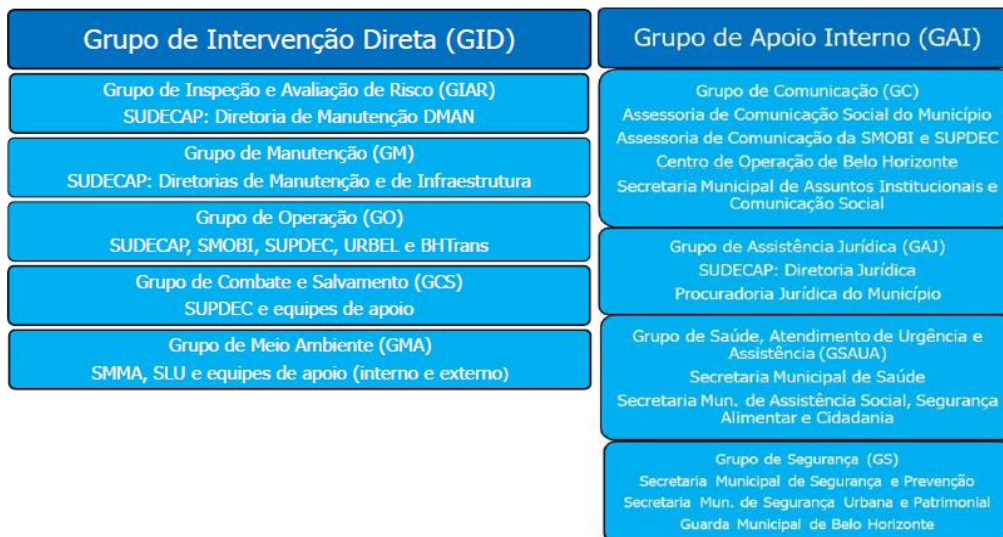 Grupo de Intervenção Direta (GID)
Grupo de Inspeção e Avaliação de Risco (GIAR)
SUDECAP: Diretoria de Manutenção DMAN
Grupo de Manutenção (GM)
SUDECAP: Diretorias de Manutenção e de Infraestrutura
Grupo de Operação (GO)
SUDECAP, SMOBI, SUPDEC, URBEL e BHTrans
Grupo de Combate e Salvamento (GCS)
SUPDEC e equipes de apoio
Grupo de Meio Ambiente (GMA)
SMMA, SLU e equipes de apoio (interno e externo)
Grupo de Apoio Interno (GAI)
Grupo de Comunicação (GC)
Assessoria de Comunicação Social do Município
Assessoria de Comunicação da SMOBI e SUPDEC
Centro de Operação de Belo Horizonte
Secretaria Municipal de Assuntos Institucionais e
Comunicação Social
Grupo de Assistência Jurídica (GAJ)
SUDECAP: Diretoria Jurídica
Procuradoria Jurídica do Município
Grupo de Saúde, Atendimento de Urgência e
Assistência (GSAUA)
Secretaria Municipal de Saúde
Secretaria Mun. de Assistência Social, Segurança
Alimentar e Cidadania
Grupo de Segurança (GS)
Secretaria Municipal de Segurança e Prevenção
Secretaria Mun. de Segurança Urbana e Patrimonial
Guarda Municipal de Belo Horizonte